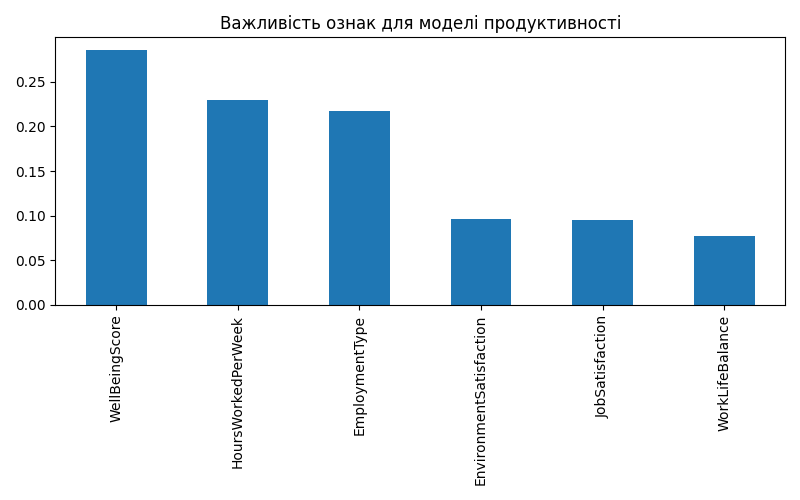 Важливість ознак для моделі продуктивності
0.25
0.20
0.15
0.10
0.05
0.00
WellBeingScore
HoursWorkedPerWeek
EmploymentType
EnvironmentSatisfaction
JobSatisfaction
WorkLifeBalance